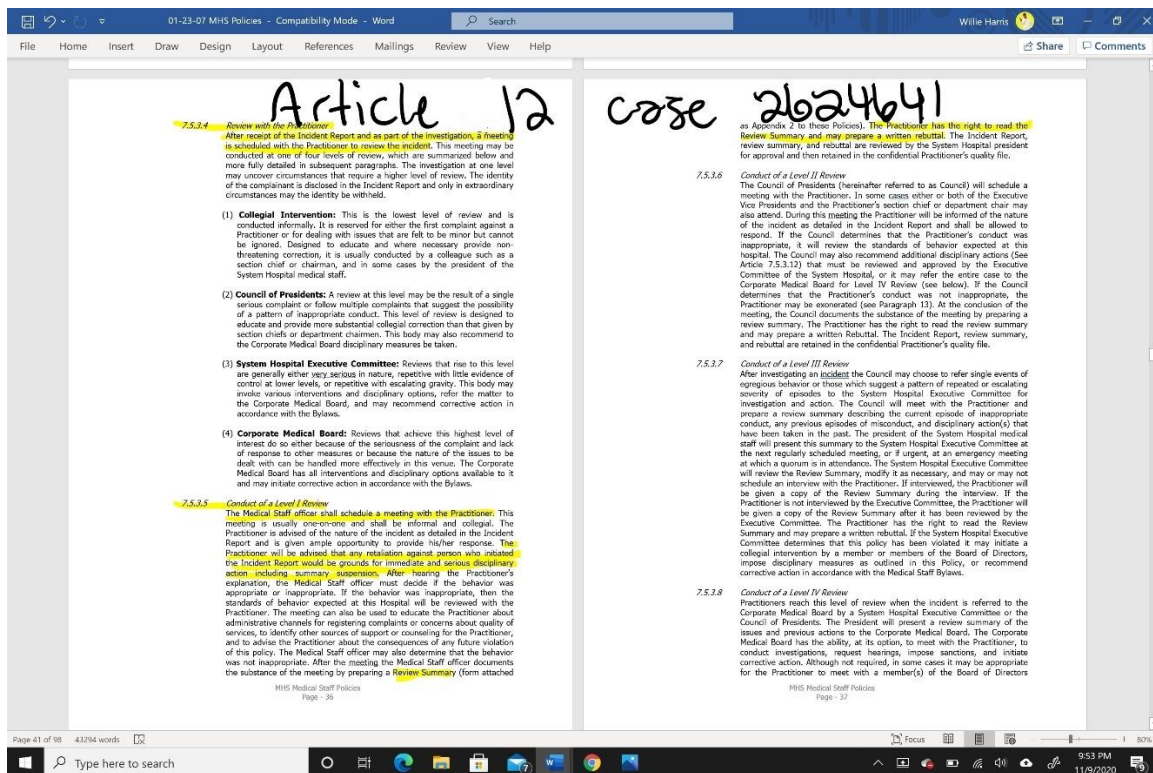 01-23-07 MHS Policies - Compatibility Mode - Word
Search
Willie Harris
File Home Insert Draw Design Layout References Mailings Review View Help
Share Comments
Article 12 case 2624641
7.5.3.4 Review with the Practitioner
After receipt of the Incident Report and as part of the investigation, a meeting
is scheduled with the Practitioner to review the incident. This meeting may be
conducted at one of four levels of review, which are summarized below and
more fully detailed in subsequent paragraphs. The investigation at one level
may uncover circumstances that require a higher level of review. The identity
of the complainant is disclosed in the Incident Report and only in extraordinary
circumstances may the identity be withheld.
(1) Collegial Intervention: This is the lowest level of review and is
conducted informally. It is reserved for either the first complaint against a
Practitioner or for dealing with issues that are felt to be minor but cannot
be ignored. Designed to educate and where necessary provide non-
threatening correction, it is usually conducted by a colleague such as a
section chief or chairman, and in some cases by the president of the
System Hospital medical staff.
(2) Council of Presidents: A review at this level may be the result of a single
serious complaint or follow multiple complaints that suggest the possibility
of a pattern of inappropriate conduct. This level of review is designed to
educate and provide more substantial collegial correction than that given by
section chiefs or department chairmen. This body may also recommend to
the Corporate Medical Board disciplinary measures be taken.
(3) System Hospital Executive Committee: Reviews that rise to this level
are generally either very serious in nature, repetitive with little evidence of
control at lower levels, or repetitive with escalating gravity. This body may
invoke various interventions and disciplinary options, refer the matter to
the Corporate Medical Board, and may recommend corrective action in
accordance with the Bylaws.
(4) Corporate Medical Board: Reviews that achieve this highest level of
interest do so either because of the seriousness of the complaint and lack
of response to other measures or because the nature of the issues to be
dealt with can be handled more effectively in this venue. The Corporate
Medical Board has all interventions and disciplinary options available to it
and may initiate corrective action in accordance with the Bylaws.
7.5.3.5 Conduct of a Level I Review
The Medical Staff officer shall schedule a meeting with the Practitioner. This
meeting is usually one-on-one and shall be informal and collegial. The
Practitioner is advised of the nature of the incident as detailed in the Incident
Report and is given ample opportunity to provide his/her response. The
Practitioner will be advised that any retaliation against person who initiated
the Incident Report would be grounds for immediate and serious disciplinary
action including summary suspension. After hearing the Practitioner's
explanation, the Medical Staff officer must decide if the behavior was
appropriate or inappropriate. If the behavior was inappropriate, then the
standards of behavior expected at this Hospital will be reviewed with the
Practitioner. The meeting can also be used to educate the Practitioner about
administrative channels for registering complaints or concerns about quality of
services, to identify other sources of support or counseling for the Practitioner,
and to advise the Practitioner about the consequences of any future violation
of this policy. The Medical Staff officer may also determine that the behavior
was not inappropriate. After the meeting the Medical Staff officer documents
the substance of the meeting by preparing a Review Summary (form attached
MHS Medical Staff Policies
Page - 36
as Appendix 2 to these Policies). The Practitioner has the right to read the
Review Summary and may prepare a written rebuttal. The Incident Report,
review summary, and rebuttal are reviewed by the System Hospital president
for approval and then retained in the confidential Practitioner's quality file.
7.5.3.6 Conduct of a Level II Review
The Council of Presidents (hereinafter referred to as Council) will schedule a
meeting with the Practitioner. In some cases either or both of the Executive
Vice Presidents and the Practitioner's section chief or department chair may
also attend. During this meeting the Practitioner will be informed of the nature
of the incident as detailed in the Incident Report and shall be allowed to
respond. If the Council determines that the Practitioner's conduct was
inappropriate, it will review the standards of behavior expected at this
hospital. The Council may also recommend additional disciplinary actions (See
Article 7.5.3.12) that must be reviewed and approved by the Executive
Committee of the System Hospital, or it may refer the entire case to the
Corporate Medical Board for Level IV Review (see below). If the Council
determines that the Practitioner's conduct was not inappropriate, the
Practitioner may be exonerated (see Paragraph 13). At the conclusion of the
meeting, the Council documents the substance of the meeting by preparing a
review summary. The Practitioner has the right to read the review summary
and may prepare a written Rebuttal. The Incident Report, review summary,
and rebuttal are retained in the confidential Practitioner's quality file.
7.5.3.7 Conduct of a Level III Review
After investigating an incident the Council may choose to refer single events of
egregious behavior or those which suggest a pattern of repeated or escalating
severity of episodes to the System Hospital Executive Committee for
investigation and action. The Council will meet with the Practitioner and
prepare a review summary describing the current episode of inappropriate
conduct, any previous episodes of misconduct, and disciplinary action(s) that
have been taken in the past. The president of the System Hospital medical
staff will present this summary to the System Hospital Executive Committee at
the next regularly scheduled meeting, or if urgent, at an emergency meeting
at which a quorum is in attendance. The System Hospital Executive Committee
will review the Review Summary, modify it as necessary, and may or may not
schedule an interview with the Practitioner. If interviewed, the Practitioner will
be given a copy of the Review Summary during the interview. If the
Practitioner is not interviewed by the Executive Committee, the Practitioner will
be given a copy of the Review Summary after it has been reviewed by the
Executive Committee. The Practitioner has the right to read the Review
Summary and may prepare a written rebuttal. If the System Hospital Executive
Committee determines that this policy has been violated it may initiate a
collegial intervention by a member or members of the Board of Directors,
impose disciplinary measures as outlined in this Policy, or recommend
corrective action in accordance with the Medical Staff Bylaws.
7.5.3.8 Conduct of a Level IV Review
Practitioners reach this level of review when the incident is referred to the
Corporate Medical Board by a System Hospital Executive Committee or the
Council of Presidents. The President will present a review summary of the
issues and previous actions to the Corporate Medical Board. The Corporate
Medical Board has the ability, at its option, to meet with the Practitioner, to
conduct investigations, request hearings, impose sanctions, and initiate
corrective action. Although not required, in some cases it may be appropriate
for the Practitioner to meet with a member(s) of the Board of Directors
MHS Medical Staff Policies
Page - 37
Page 41 of 98 43294 words
Focus
80%
Type here to search
9:53 PM
11/9/2020